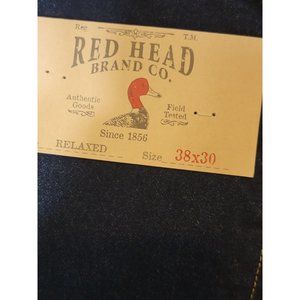 Reg. T.M.
RED HEAD
BRAND CO.
Authentic Field
Goods Tested
Since 1856
RELAXED Size 38x30